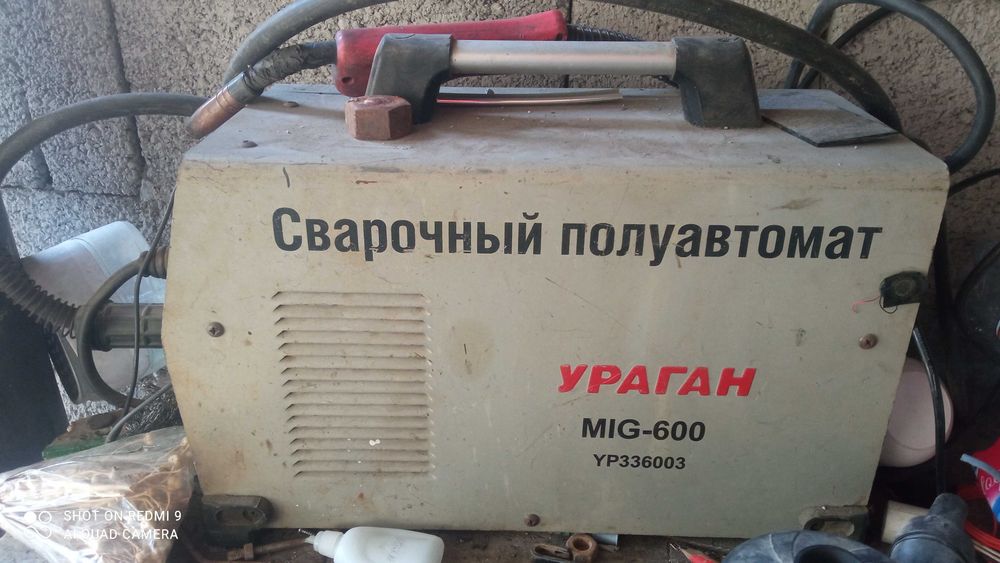 Сварочный полуавтомат
УРАГАН
MIG-600
УР336003
SHOT ON REDMI 9
AI QUAD CAMERA